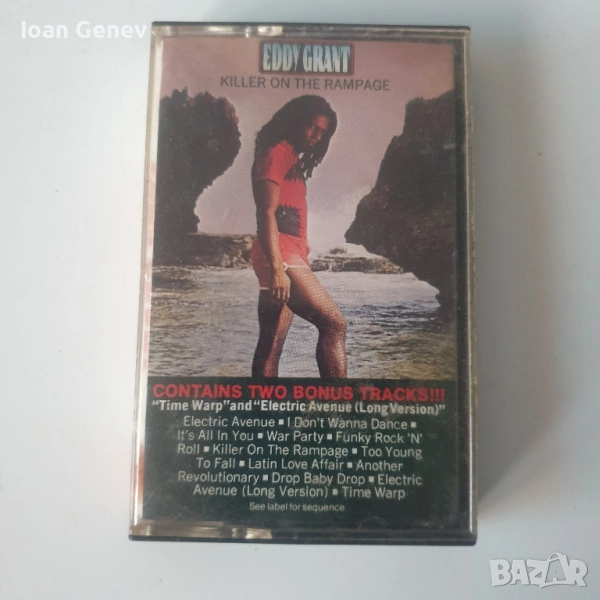 Ioan Genev
EDDY GRANT
KILLER ON THE RAMPAGE
CONTAINS TWO BONUS TRACKS!!!
"Time Warp" and "Electric Avenue (Long Version)"
Electric Avenue ▪ I Don't Wanna Dance ▪
It's All In You ▪ War Party ▪ Funky Rock 'N'
Roll ▪ Killer On The Rampage ▪ Too Young
To Fall ▪ Latin Love Affair ▪ Another
Revolutionary ▪ Drop Baby Drop ▪ Electric
Avenue (Long Version) ▪ Time Warp
See label for sequence.
BAZAR